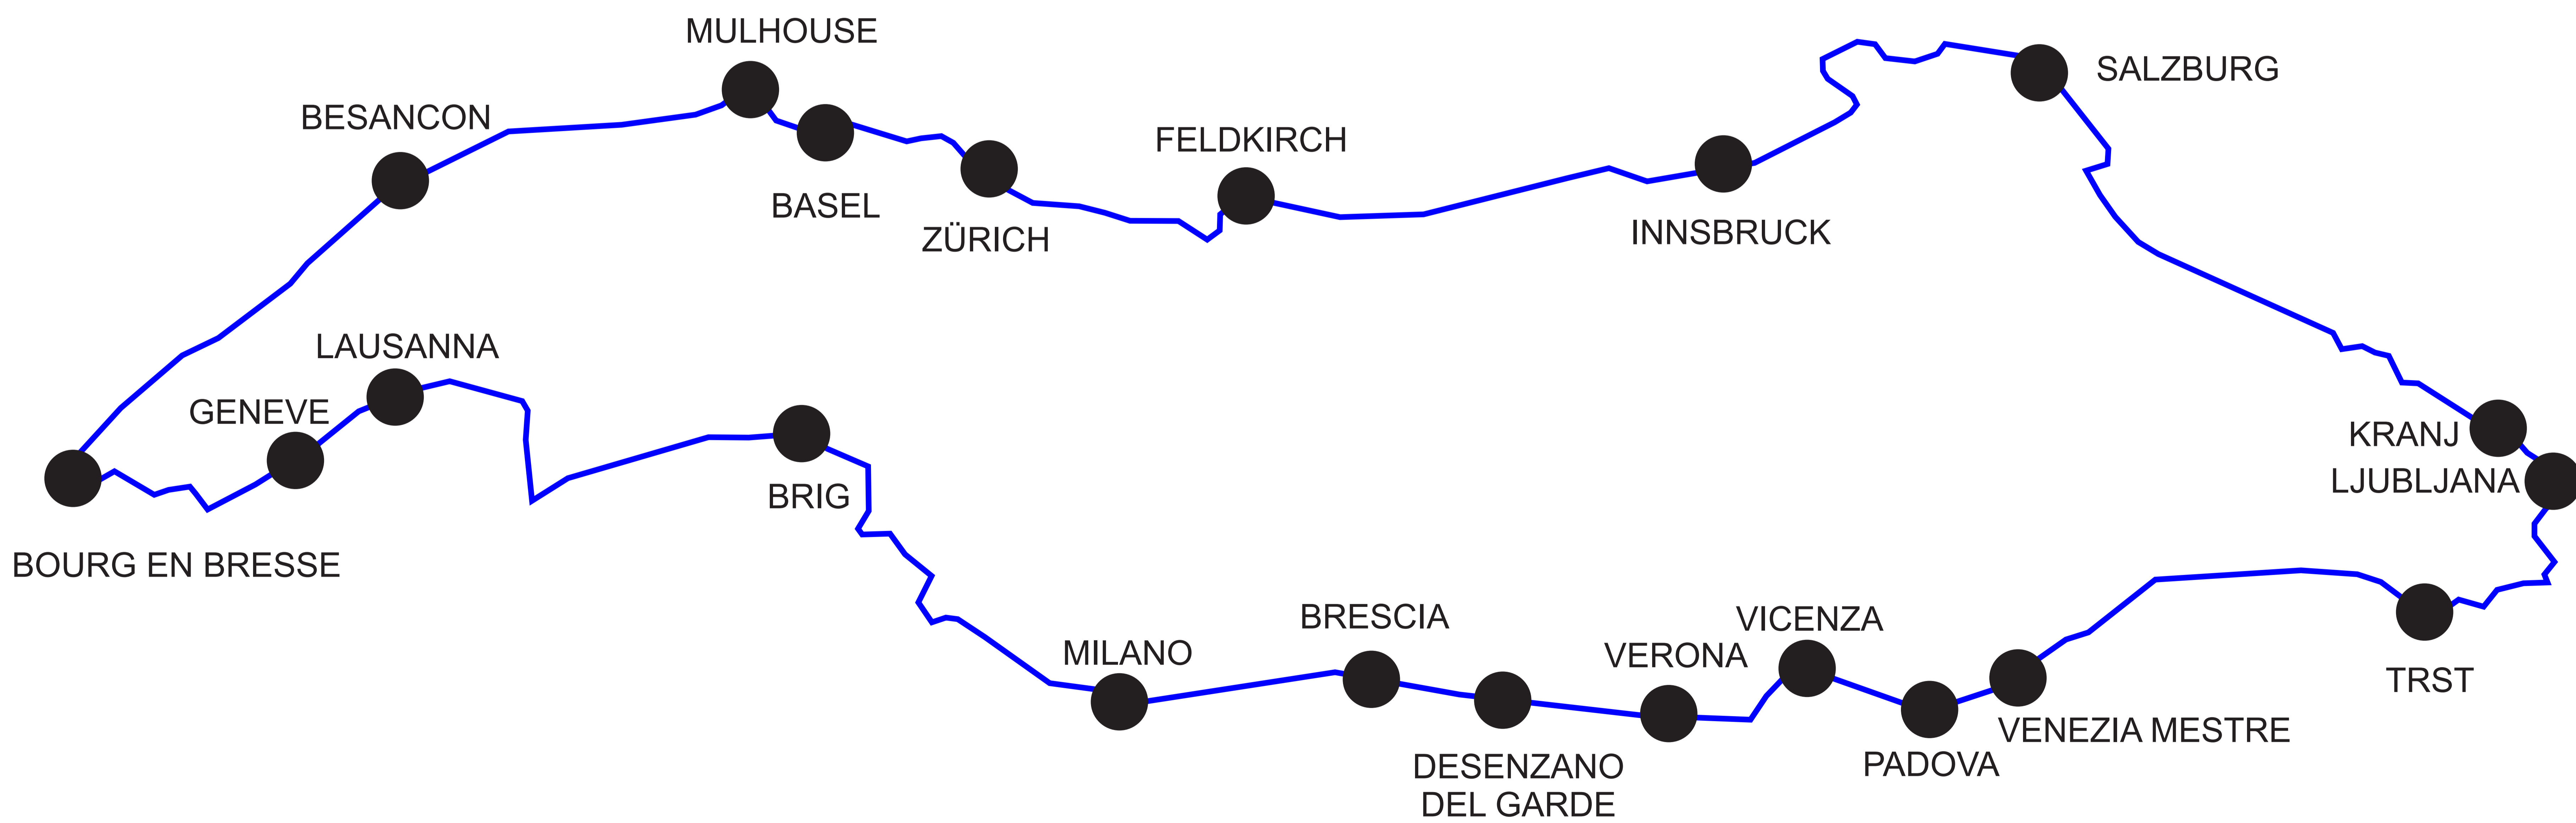 MULHOUSE
SALZBURG
BESANCON
FELDKIRCH
BASEL
ZÜRICH
INNSBRUCK
LAUSANNA
GENEVE
KRANJ
LJUBLJANA
BRIG
BOURG EN BRESSE
BRESCIA
VICENZA
MILANO
VERONA
TRST
VENEZIA MESTRE
PADOVA
DESENZANO
DEL GARDE